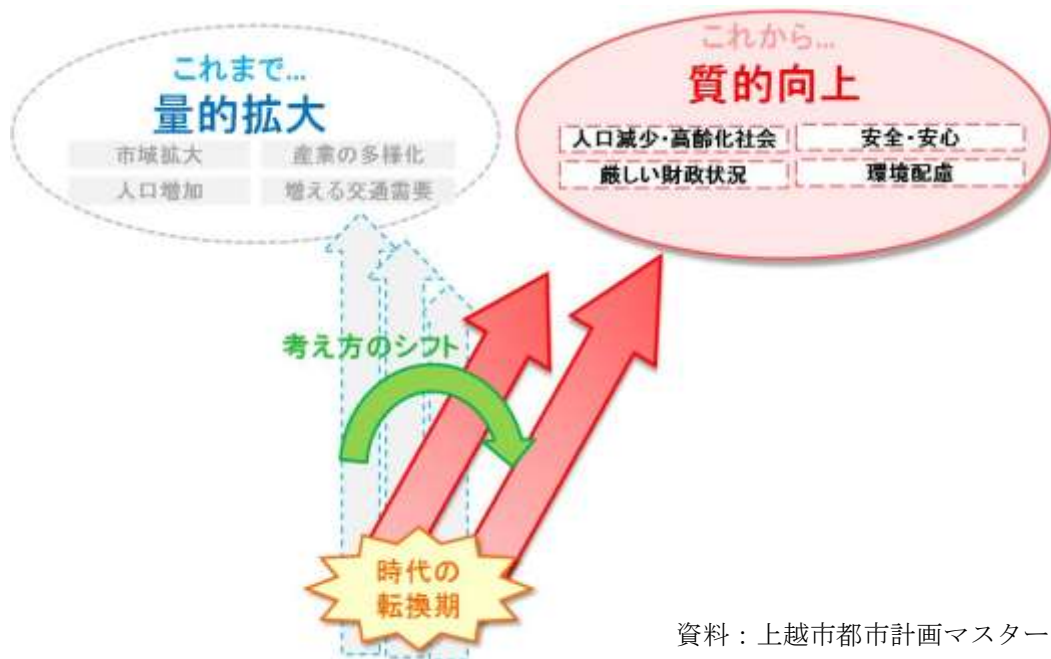 これまで...
量的拡大
市域拡大
産業の多様化
人口増加
増える交通需要
これから...
質的向上
人口減少・高齢化社会
安全・安心
厳しい財政状況
環境配慮
考え方のシフト
時代の
転換期
資料：上越市都市計画マスター